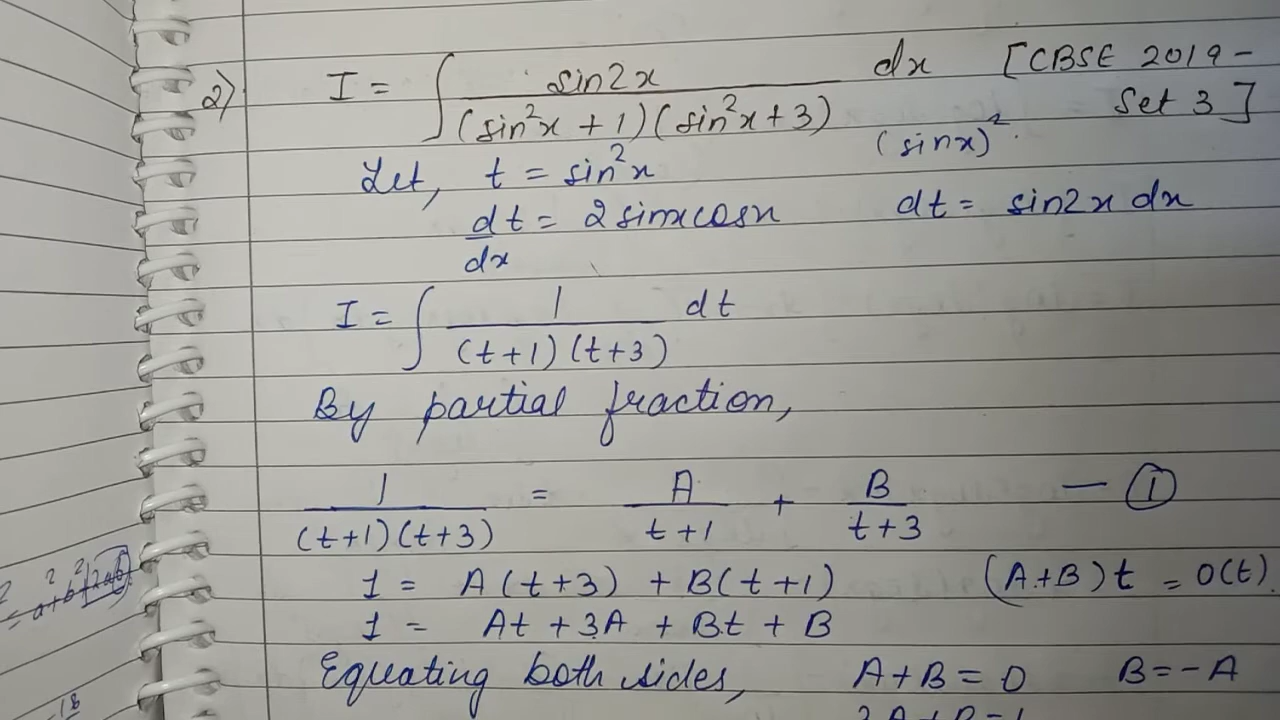 2) I = ∫ sin2x / (sin²x + 1)(sin²x + 3) dx [CBSE 2019 - Set 3]
(sinx)²
Let, t = sin²x
dt/dx = 2 sinx cosx dt = sin2x dx
I = ∫ 1 / (t+1)(t+3) dt
By partial fraction,
1 / (t+1)(t+3) = A / t+1 + B / t+3 — ①
1 = A(t+3) + B(t+1) (A+B)t = 0(t)
1 = At + 3A + Bt + B
Equating both sides, A+B = 0 B = -A